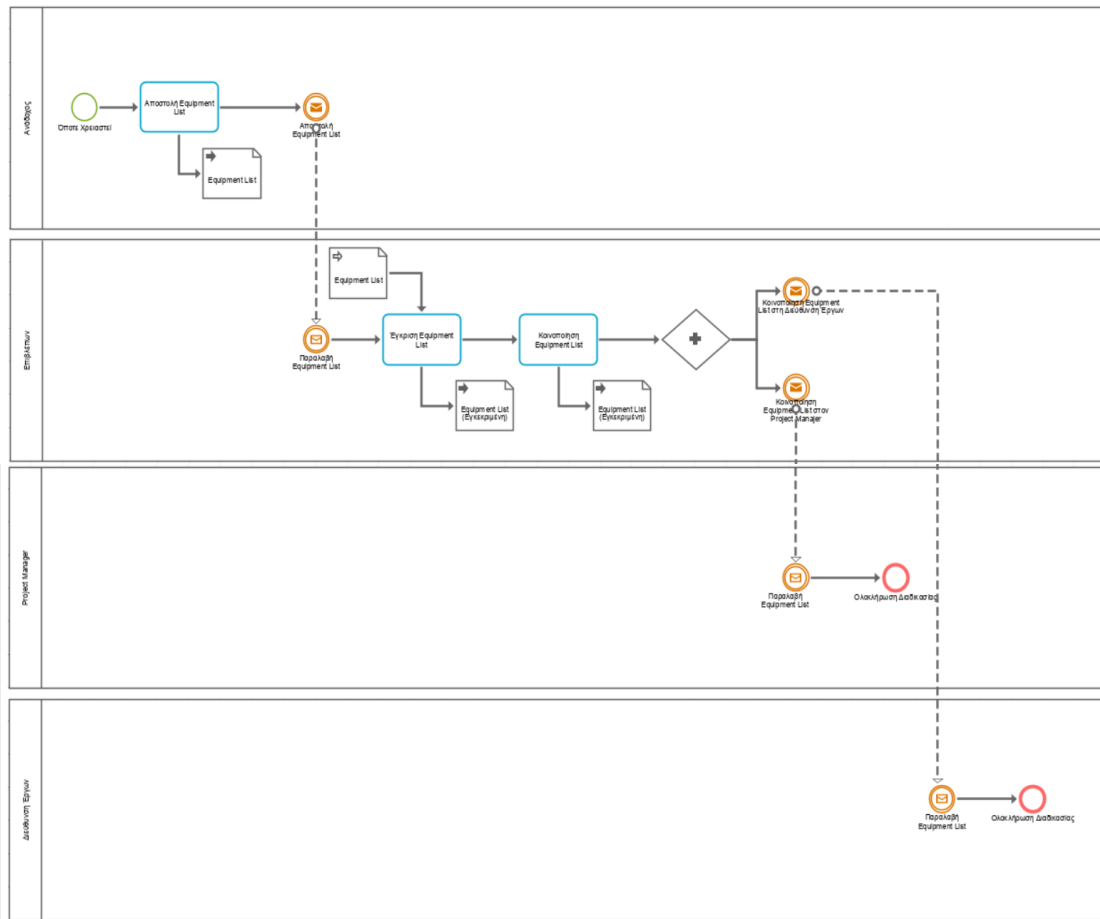 Ανάδοχος
Όποτε Χρειαστεί
Αποστολή Equipment
List
Αποστολή
Equipment List
Equipment List
Επιβλέπων
Equipment List
Παραλαβή
Equipment List
Έγκριση Equipment
List
Κοινοποίηση
Equipment List
Equipment List
(Εγκεκριμένη)
Equipment List
(Εγκεκριμένη)
Κοινοποίηση Equipment
List στη Διεύθυνση Έργων
Κοινοποίηση
Equipment List στον
Project Manajer
Project Manager
Παραλαβή
Equipment List
Ολοκλήρωση Διαδικασίας
Διεύθυνση Έργων
Παραλαβή
Equipment List
Ολοκλήρωση Διαδικασίας